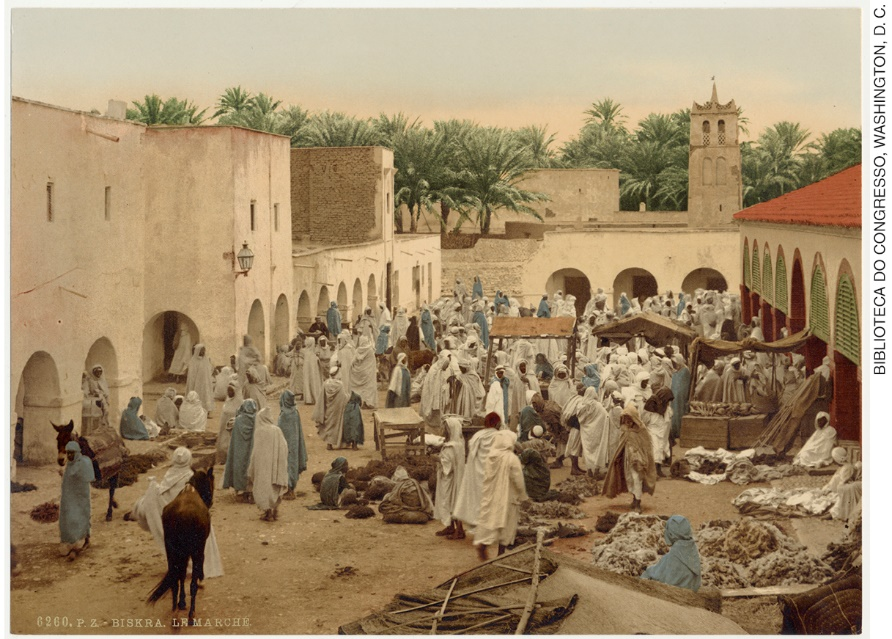 BIBLIOTECA DO CONGRESSO, WASHINGTON, D.C.
6260. P. Z - BISKRA. LE MARCHÉ.